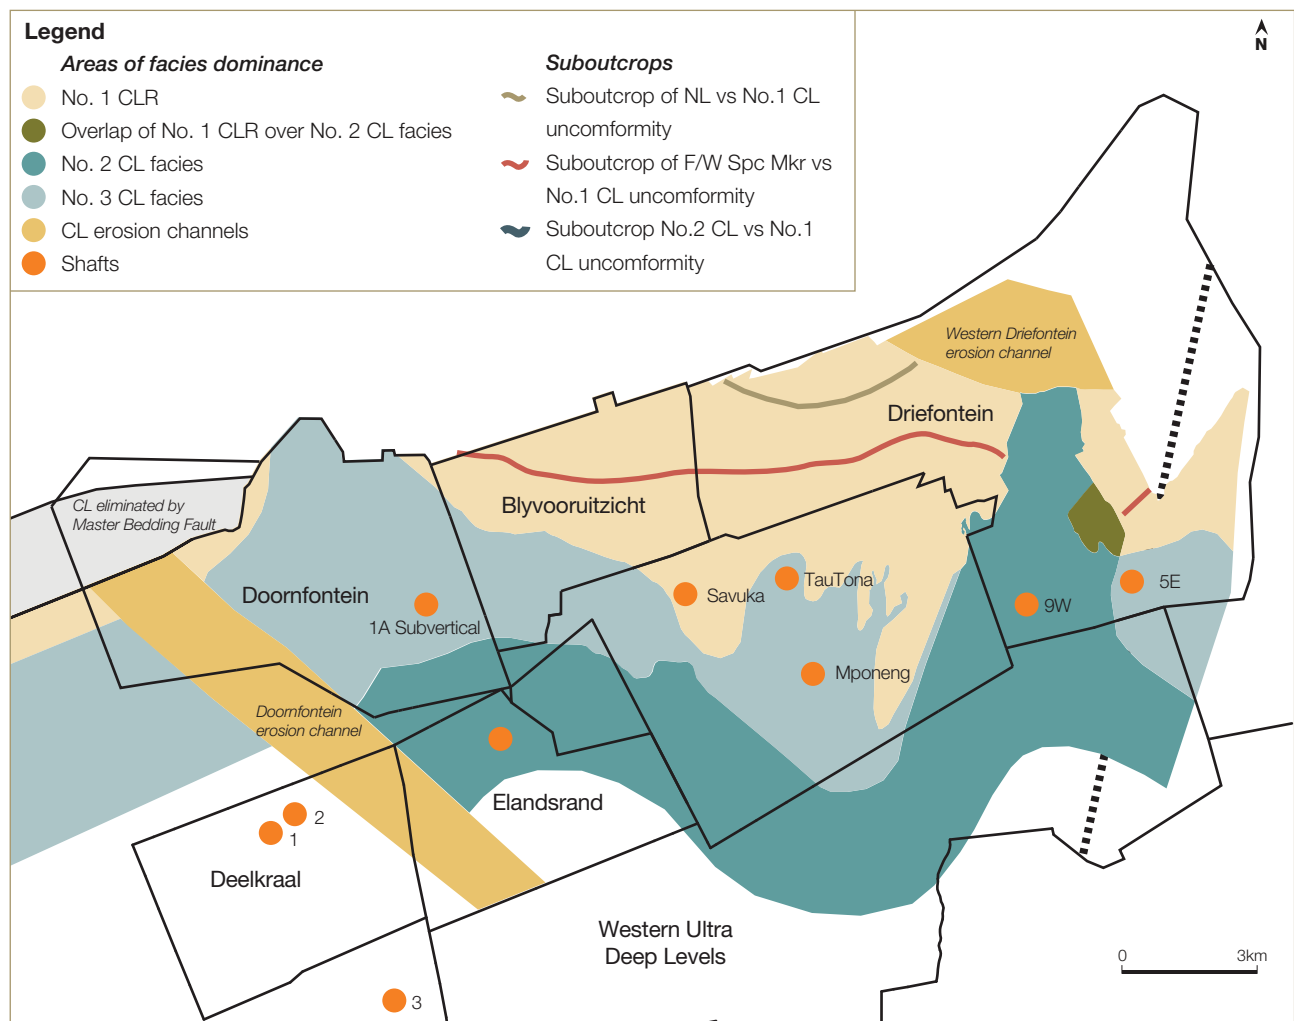 Legend
Areas of facies dominance
No. 1 CLR
Overlap of No. 1 CLR over No. 2 CL facies
No. 2 CL facies
No. 3 CL facies
CL erosion channels
Shafts
Suboutcrops
Suboutcrop of NL vs No.1 CL
uncomformity
Suboutcrop of F/W Spc Mkr vs
No.1 CL uncomformity
Suboutcrop No.2 CL vs No.1
CL uncomformity
N
Western Driefontein
erosion channel
Driefontein
CL eliminated by
Master Bedding Fault
Blyvooruitzicht
Doornfontein
1A Subvertical
Savuka
TauTona
9W
5E
Mponeng
Doornfontein
erosion channel
Elandsrand
2
1
Deelkraal
Western Ultra
Deep Levels
3
0
3km